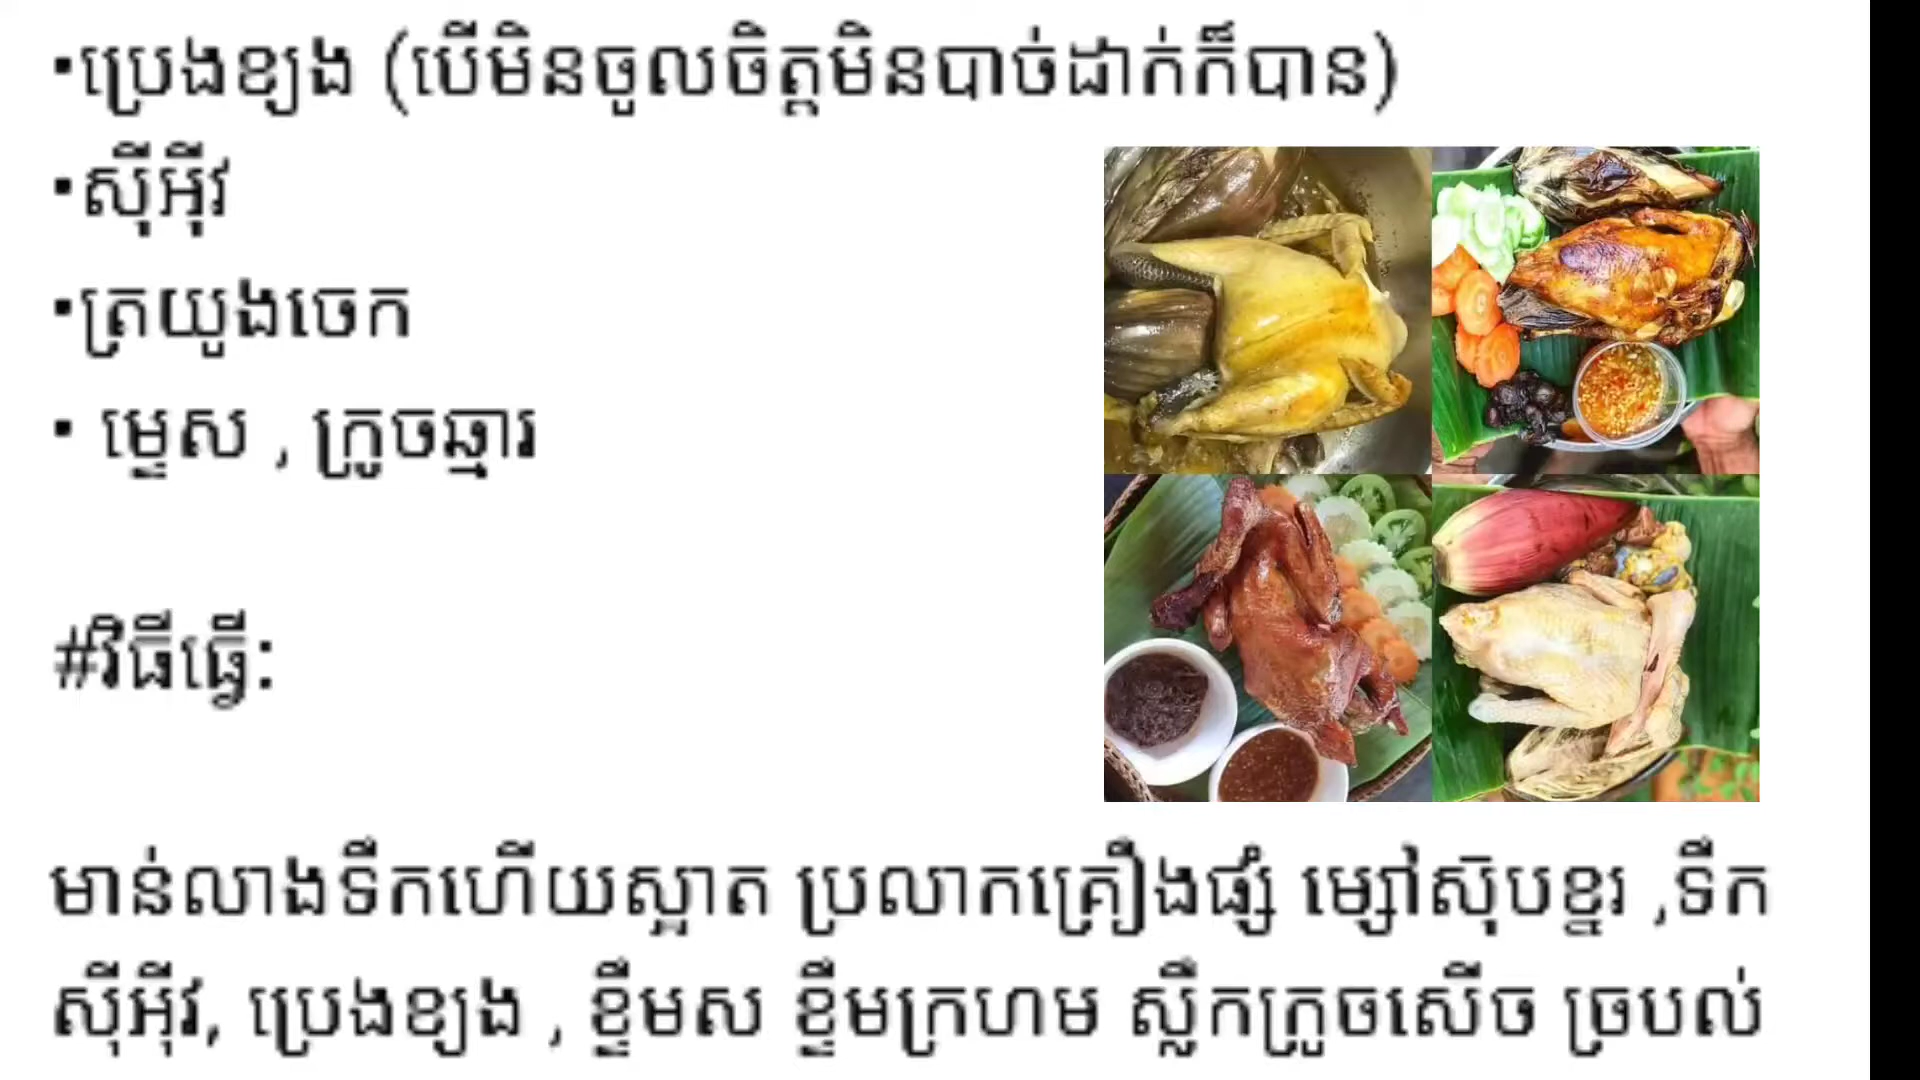 •ប្រេងខ្យង (បើមិនចូលចិត្តមិនបាច់ដាក់ក៏បាន)
•ស៊ីអ៊ីវ
•ត្រយូងចេក
• ម្ទេស , ក្រូចឆ្មារ
#វិធីធ្វើ:
មាន់លាងទឹកហើយស្អាត ប្រលាកគ្រឿងផ្សំ ម្សៅស៊ុបខ្នរ ,ទឹក
ស៊ីអ៊ីវ, ប្រេងខ្យង , ខ្ទឹមស ខ្ទឹមក្រហម ស្លឹកក្រូចសើច ច្របល់